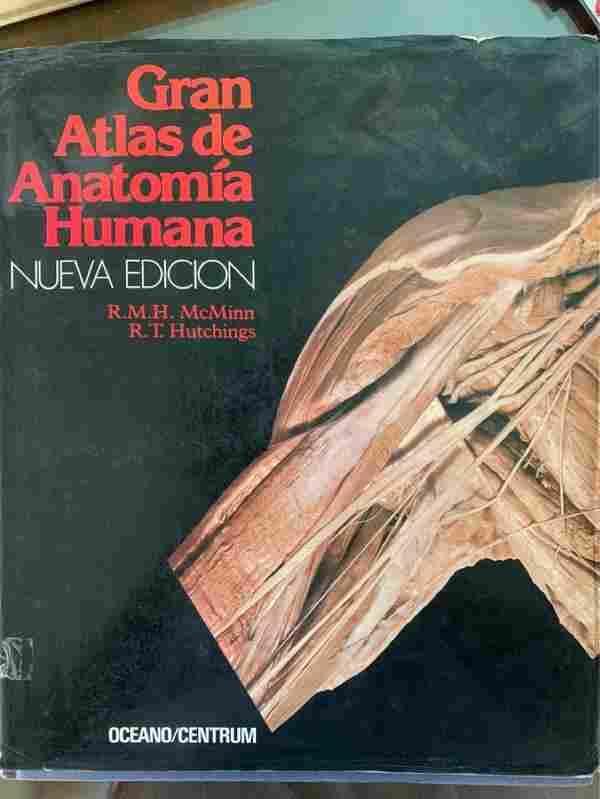 Gran
Atlas de
Anatomía
Humana
NUEVA EDICION
R.M.H. McMinn
R.T. Hutchings
OCEANO/CENTRUM